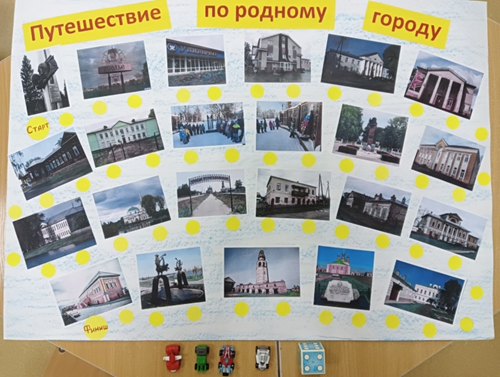 Путешествие по родному городу
Старт
Финиш